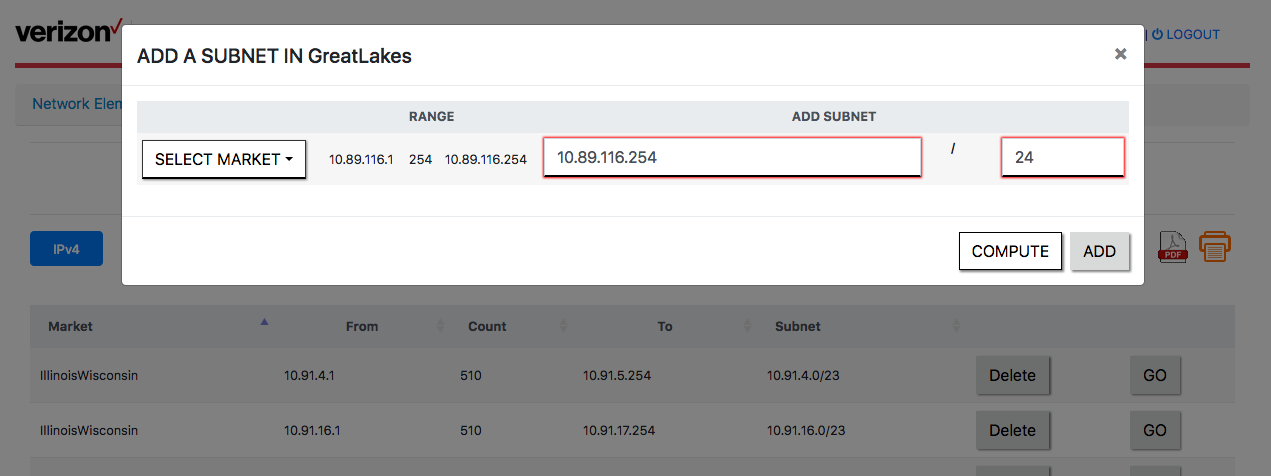 verizon✓
| LOGOUT
ADD A SUBNET IN GreatLakes
×
Network Elem
RANGE ADD SUBNET
SELECT MARKET 10.89.116.1 254 10.89.116.254 10.89.116.254 / 24
IPv4
COMPUTE ADD
PDF
Market From Count To Subnet
IllinoisWisconsin 10.91.4.1 510 10.91.5.254 10.91.4.0/23 Delete GO
IllinoisWisconsin 10.91.16.1 510 10.91.17.254 10.91.16.0/23 Delete GO